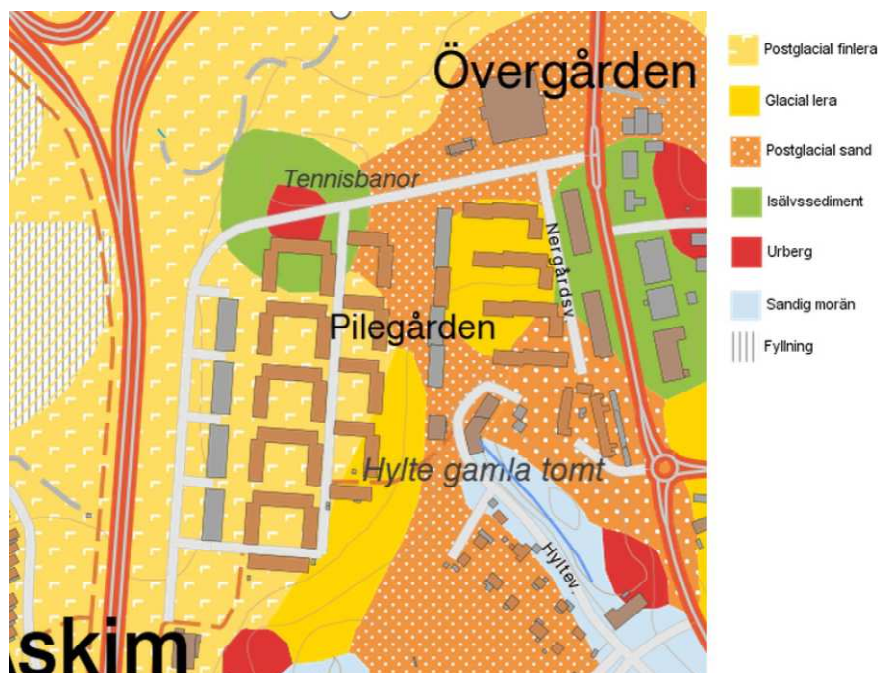 Övergården
Tennisbanor
Nergårdsv.
Pilegården
Hylte gamla tomt
Hyltev.
Askim
Postglacial finlera
Glacial lera
Postglacial sand
Isälvssediment
Urberg
Sandig morän
Fyllning